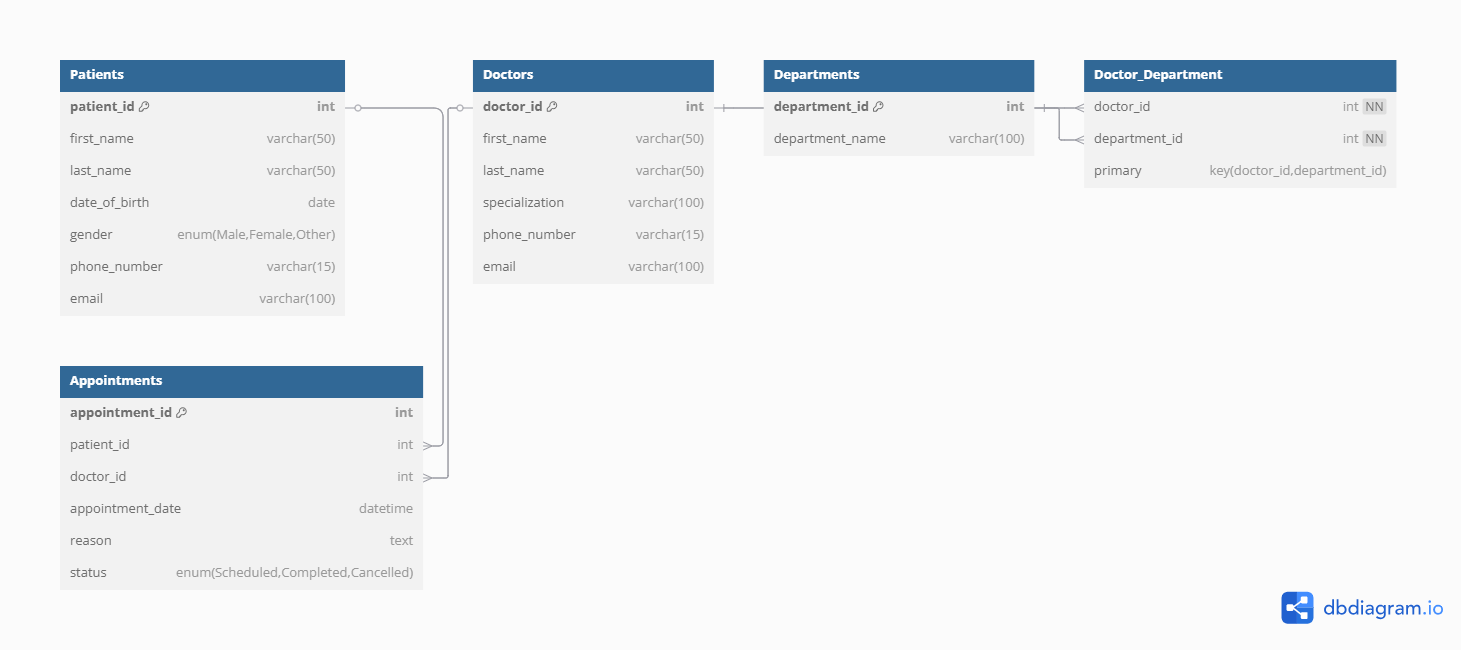 Patients
patient_id int
first_name varchar(50)
last_name varchar(50)
date_of_birth date
gender enum(Male,Female,Other)
phone_number varchar(15)
email varchar(100)
Doctors
doctor_id int
first_name varchar(50)
last_name varchar(50)
specialization varchar(100)
phone_number varchar(15)
email varchar(100)
Departments
department_id int
department_name varchar(100)
Doctor_Department
doctor_id int NN
department_id int NN
primary key(doctor_id,department_id)
Appointments
appointment_id int
patient_id int
doctor_id int
appointment_date datetime
reason text
status enum(Scheduled,Completed,Cancelled)
dbdiagram.io